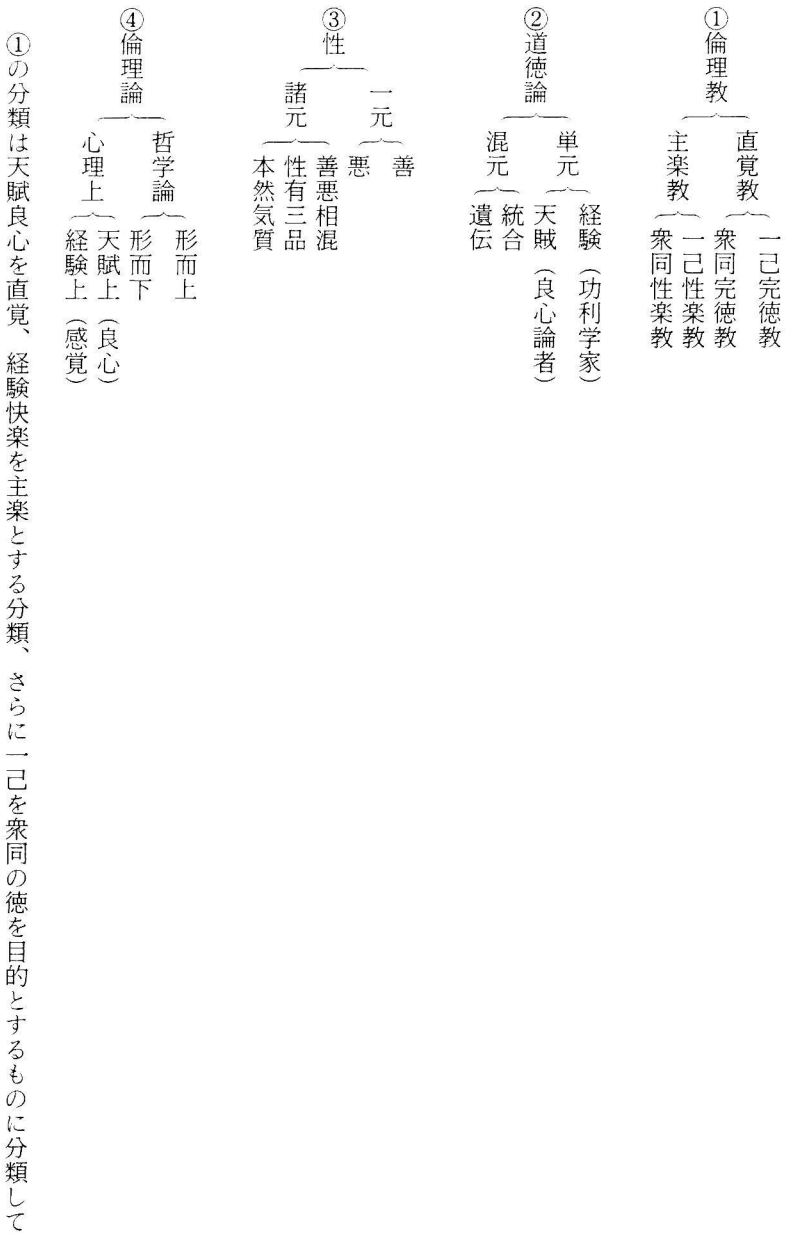 ①倫理教
直覚教
一己完徳教
衆同完徳教
主楽教
一己性楽教
衆同性楽教
②道徳論
単元
経験（功利学家）
天賊（良心論者）
混元
統合
遺伝
③性
一元
善
悪
諸元
善悪相混
性有三品
本然気質
④倫理論
哲学論
形而上
形而下
心理上
天賦上（良心）
経験上（感覚）
①の分類は天賦良心を直覚、経験快楽を主楽とする分類、さらに一己を衆同の徳を目的とするものに分類して